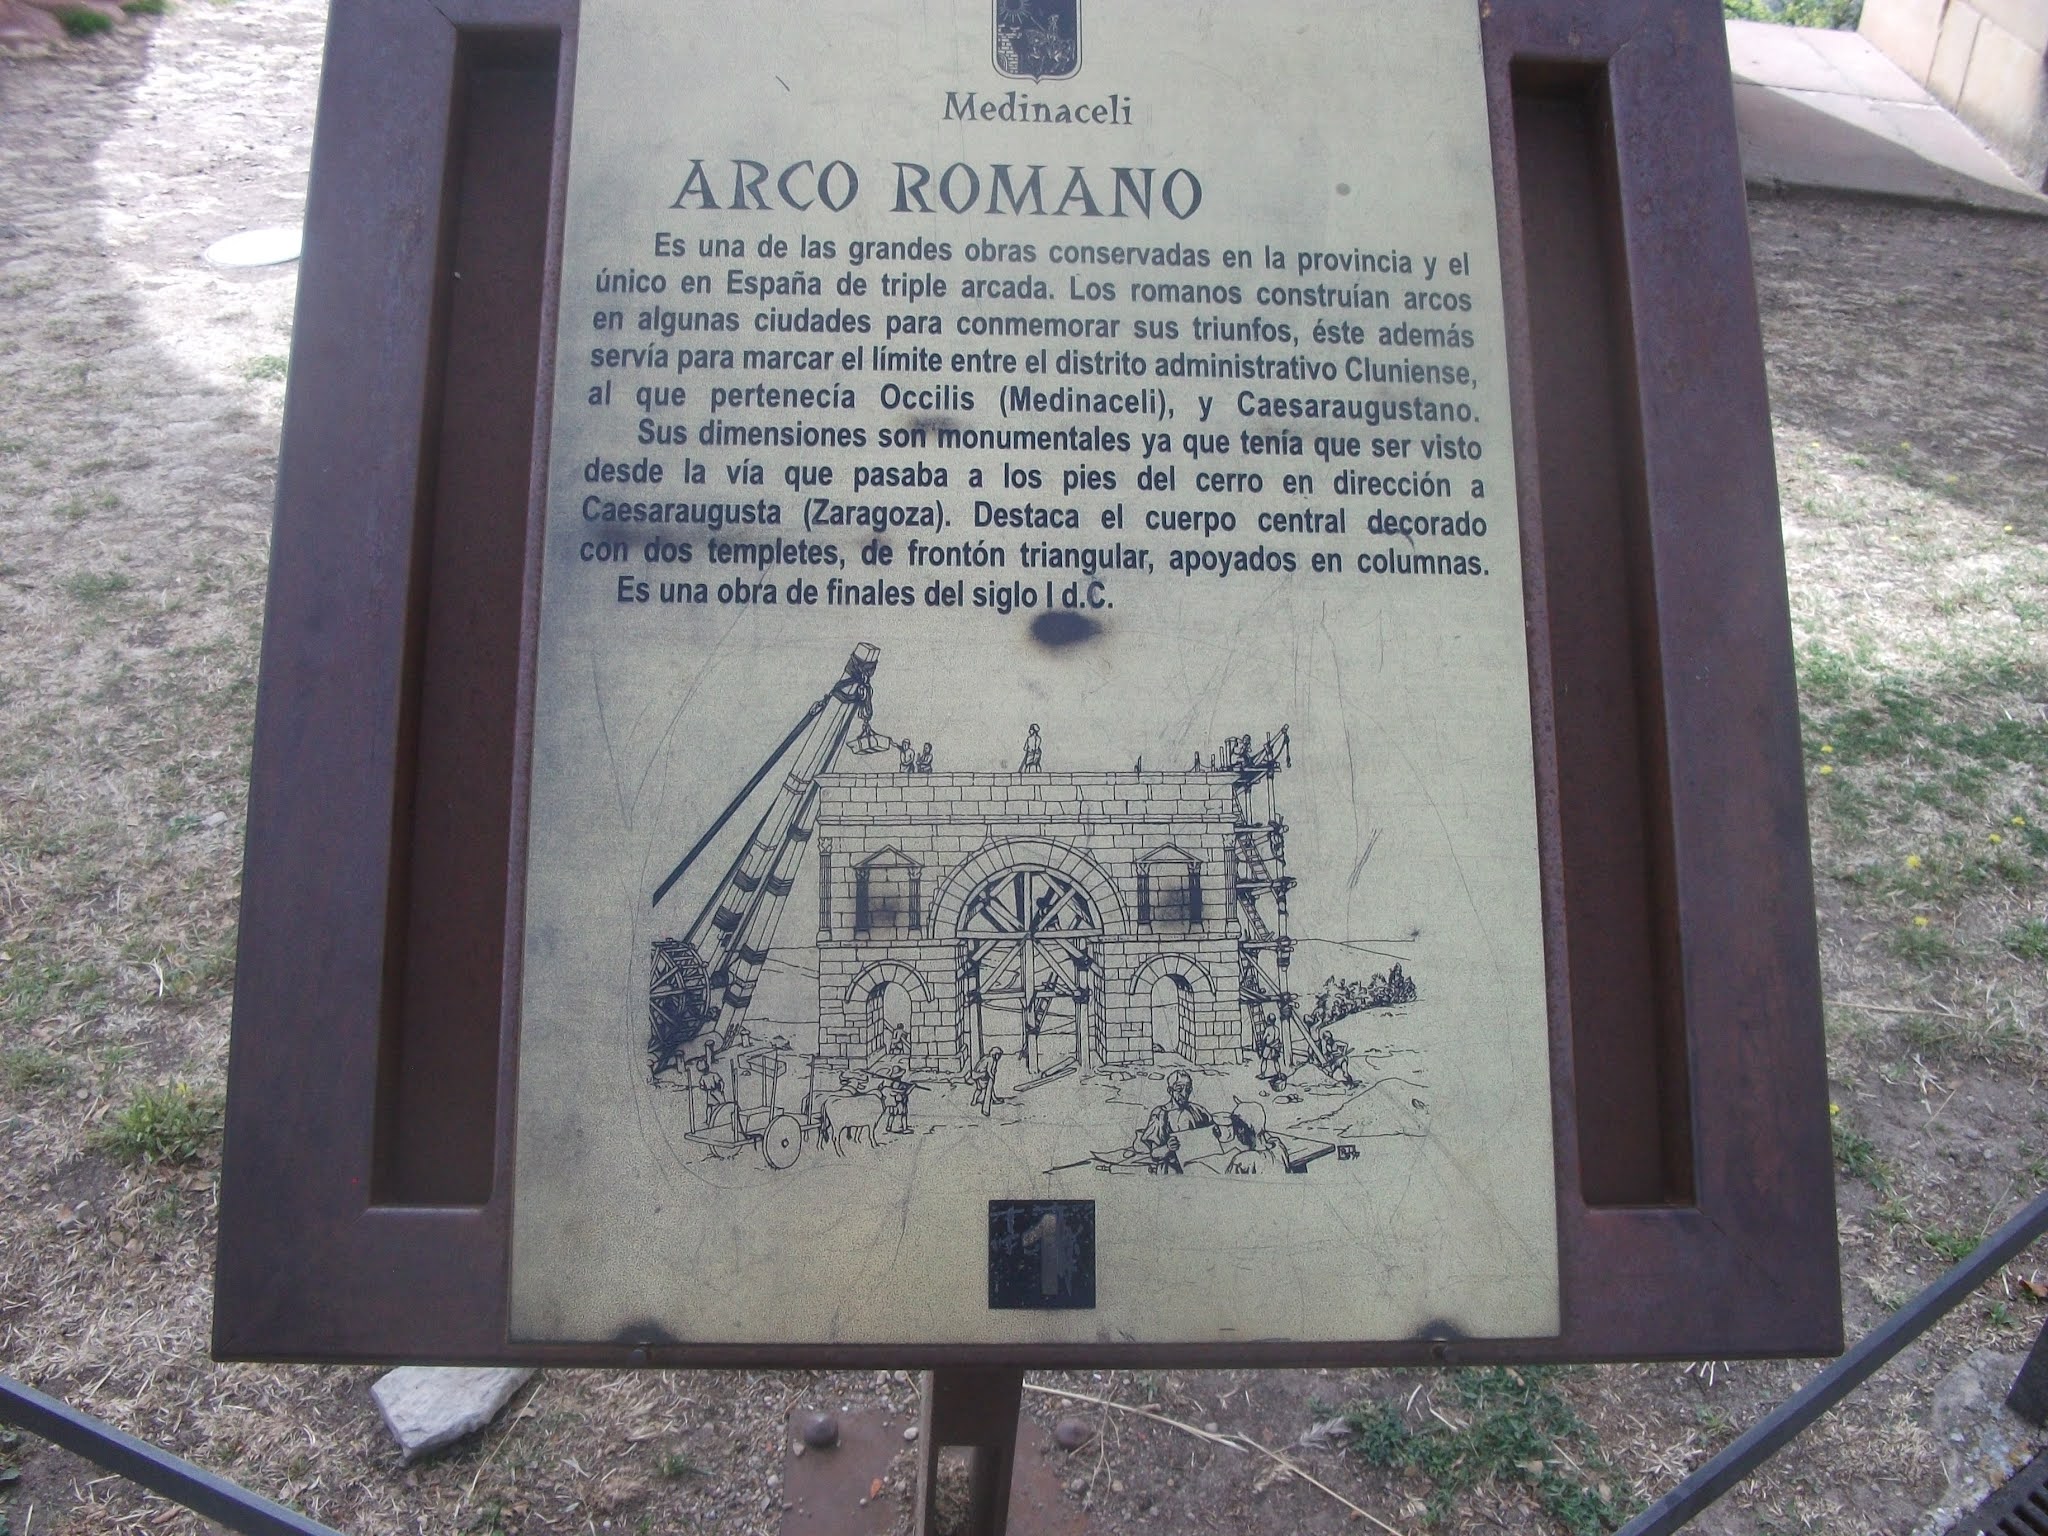 Medinaceli
ARCO ROMANO
Es una de las grandes obras conservadas en la provincia y el
único en España de triple arcada. Los romanos construían arcos
en algunas ciudades para conmemorar sus triunfos, éste además
servía para marcar el límite entre el distrito administrativo Cluniense,
al que pertenecía Occilis (Medinaceli), y Caesaraugustano.
Sus dimensiones son monumentales ya que tenía que ser visto
desde la vía que pasaba a los pies del cerro en dirección a
Caesaraugusta (Zaragoza). Destaca el cuerpo central decorado
con dos templetes, de frontón triangular, apoyados en columnas.
Es una obra de finales del siglo I d.C.
1